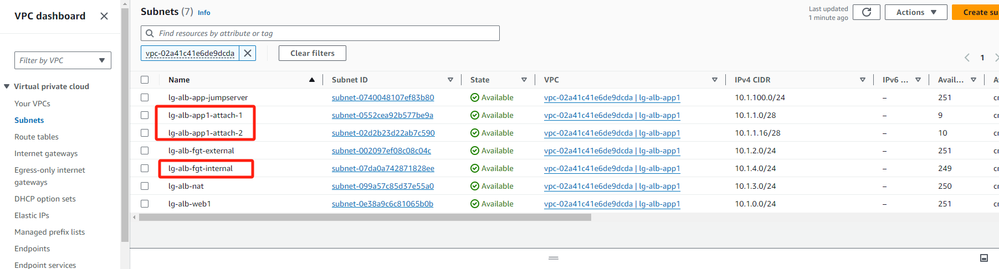 VPC dashboard
Filter by VPC
Virtual private cloud
Your VPCs
Subnets
Route tables
Internet gateways
Egress-only internet
gateways
DHCP option sets
Elastic IPs
Managed prefix lists
Endpoints
Endpoint services
Subnets (7) Info
Last updated
1 minute ago
Actions
Create su
Find resources by attribute or tag
vpc-02a41c41e6de9dcda
Clear filters
1
Name Subnet ID State VPC IPv4 CIDR IPv6 ... Avail... A
lg-alb-app-jumpserver subnet-0740048107ef83b80 Available vpc-02a41c41e6de9dcda | lg-alb-app1 10.1.100.0/24 – 251 cr
lg-alb-app1-attach-1 subnet-0552cea92b577be9a Available vpc-02a41c41e6de9dcda | lg-alb-app1 10.1.1.0/28 – 9 cr
lg-alb-app1-attach-2 subnet-02d2b23d22ab7c590 Available vpc-02a41c41e6de9dcda | lg-alb-app1 10.1.1.16/28 – 10 cr
lg-alb-fgt-external subnet-002097ef08c08c04c Available vpc-02a41c41e6de9dcda | lg-alb-app1 10.1.2.0/24 – 251 cr
lg-alb-fgt-internal subnet-07da0a742871828ee Available vpc-02a41c41e6de9dcda | lg-alb-app1 10.1.4.0/24 – 249 cr
lg-alb-nat subnet-099a57c85d37e55a0 Available vpc-02a41c41e6de9dcda | lg-alb-app1 10.1.3.0/24 – 250 cr
lg-alb-web1 subnet-0e38a9c6c81065b0b Available vpc-02a41c41e6de9dcda | lg-alb-app1 10.1.0.0/24 – 251 cr